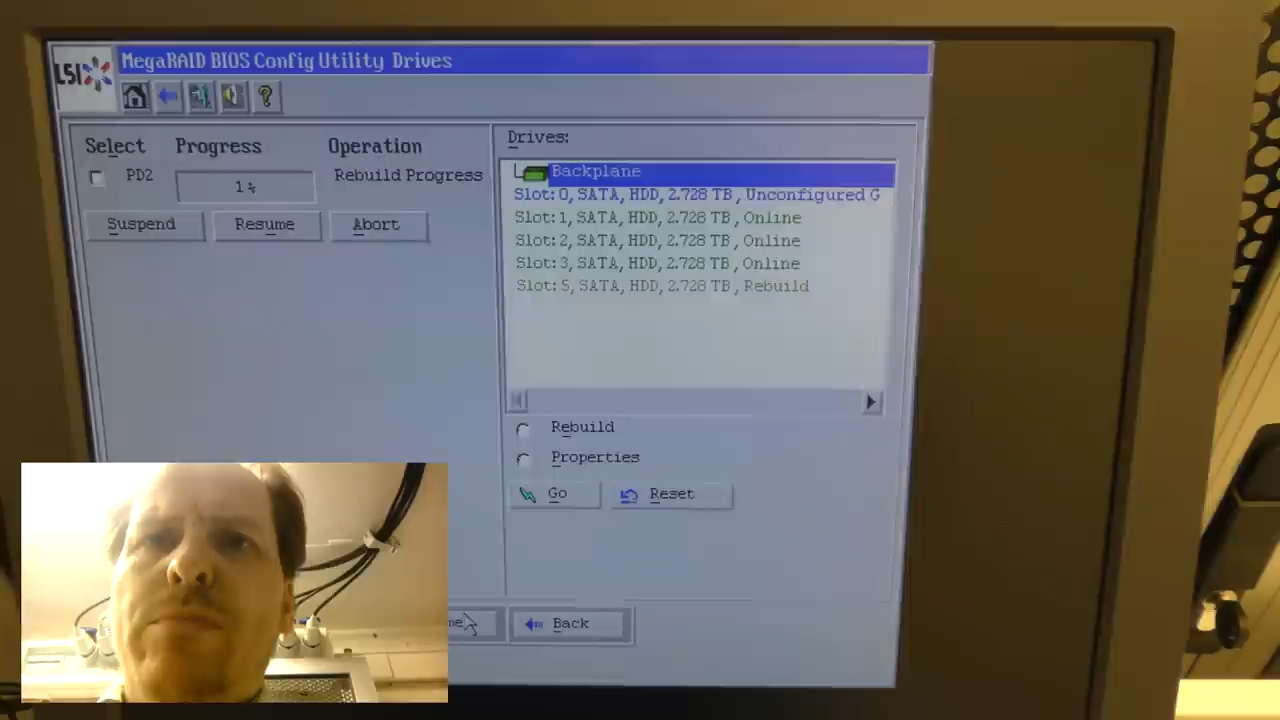 LSI
MegaRAID BIOS Config Utility Drives
Select Progress Operation
PD2 1% Rebuild Progress
Suspend Resume Abort
Drives:
Backplane
Slot: 0, SATA, HDD, 2.728 TB, Unconfigured G
Slot: 1, SATA, HDD, 2.728 TB, Online
Slot: 2, SATA, HDD, 2.728 TB, Online
Slot: 3, SATA, HDD, 2.728 TB, Online
Slot: 5, SATA, HDD, 2.728 TB, Rebuild
Rebuild
Properties
Go Reset
Back